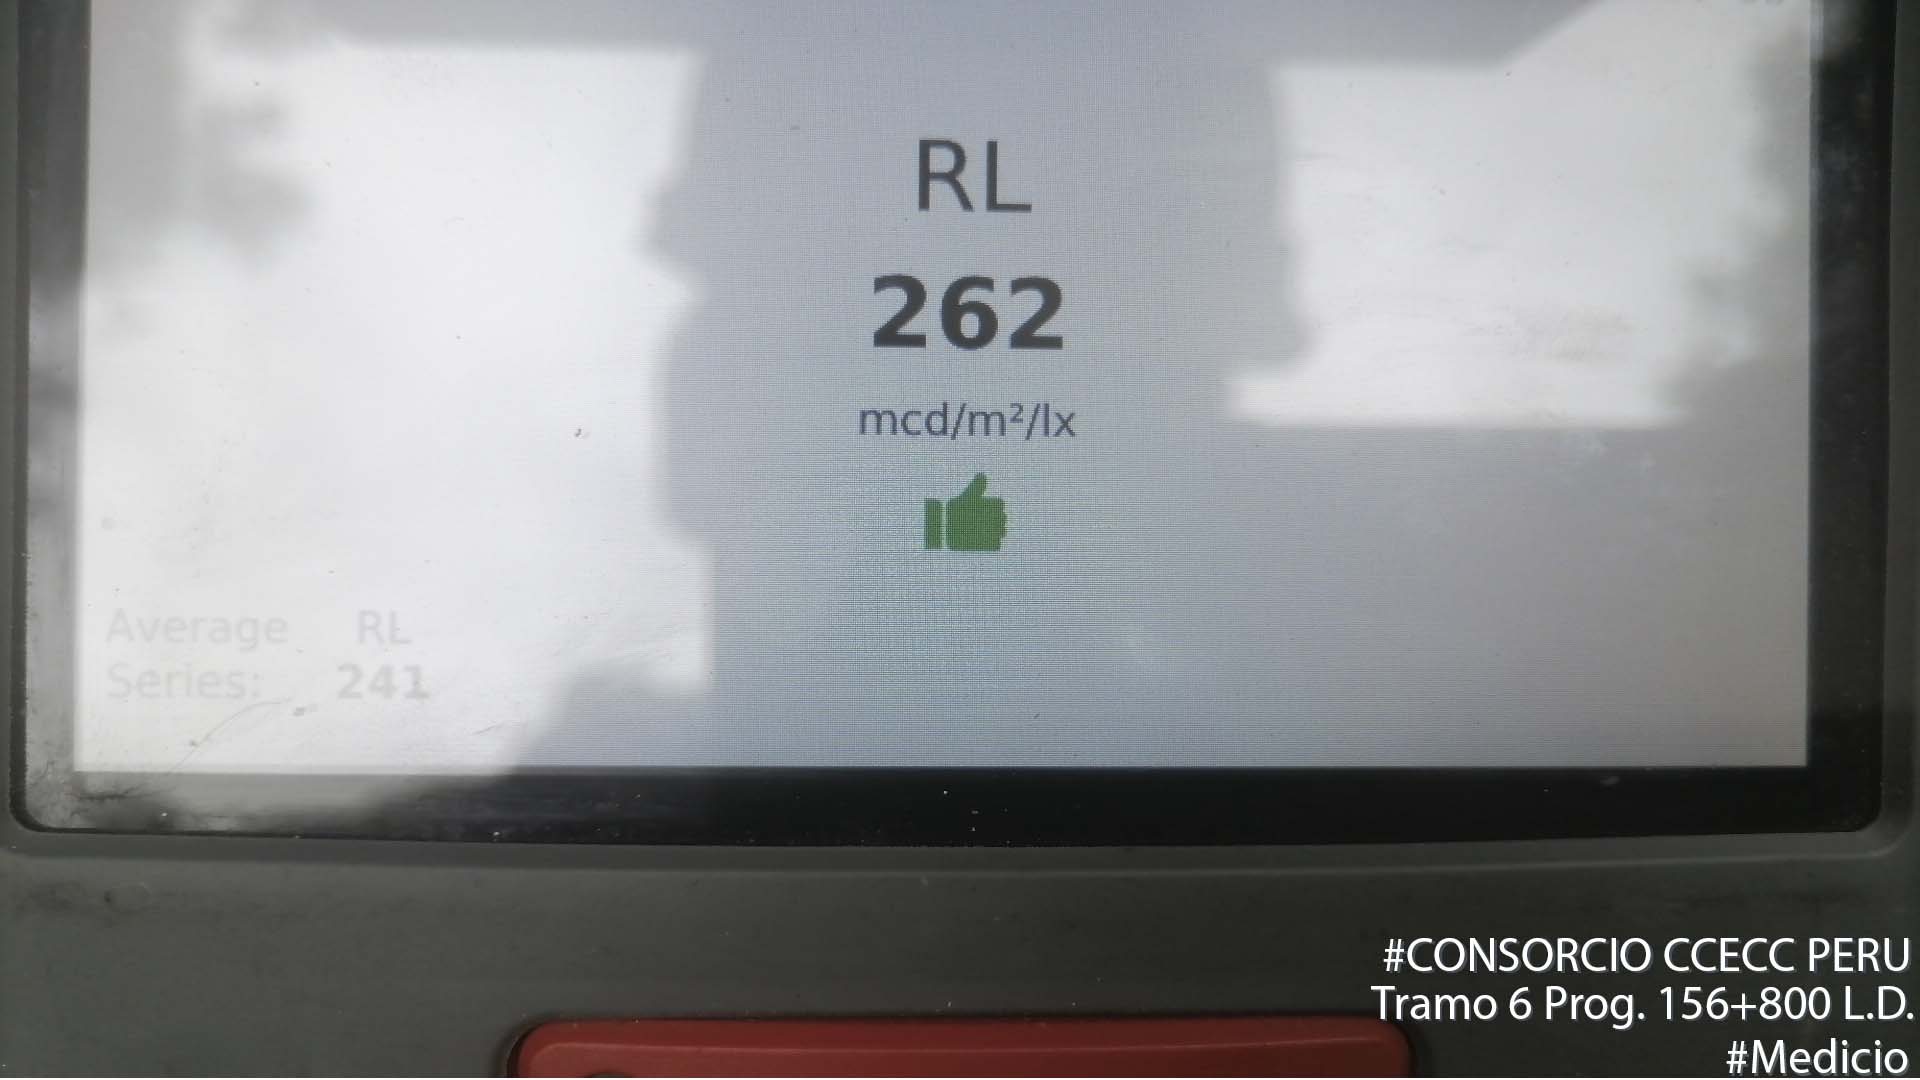 RL
262
mcd/m²/lx
Average RL
Series: 241
#CONSORCIO CCECC PERU
Tramo 6 Prog. 156+800 L.D.
#Medicio